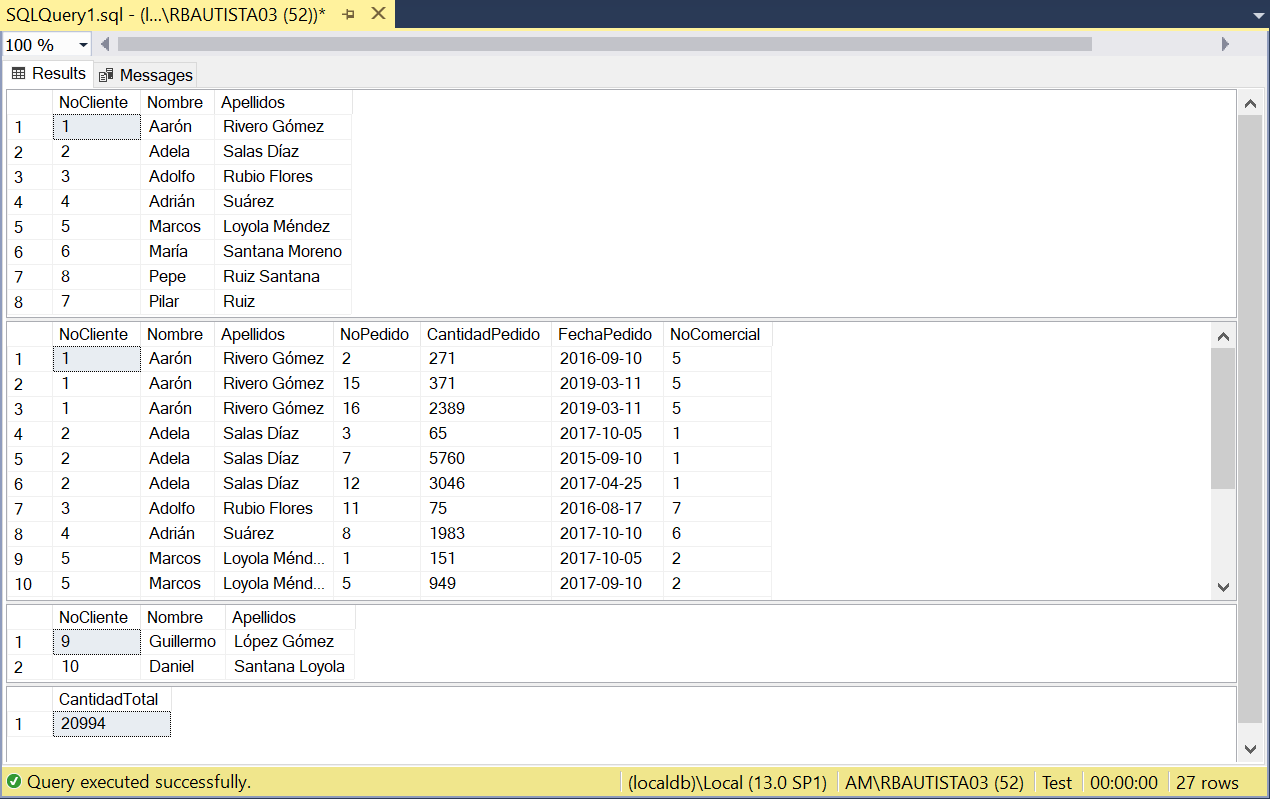 SQLQuery1.sql - (l...\RBAUTISTA03 (52))*
100 %
Results Messages
NoCliente Nombre Apellidos
1 1 Aarón Rivero Gómez
2 2 Adela Salas Díaz
3 3 Adolfo Rubio Flores
4 4 Adrián Suárez
5 5 Marcos Loyola Méndez
6 6 María Santana Moreno
7 8 Pepe Ruiz Santana
8 7 Pilar Ruiz
NoCliente Nombre Apellidos NoPedido CantidadPedido FechaPedido NoComercial
1 1 Aarón Rivero Gómez 2 271 2016-09-10 5
2 1 Aarón Rivero Gómez 15 371 2019-03-11 5
3 1 Aarón Rivero Gómez 16 2389 2019-03-11 5
4 2 Adela Salas Díaz 3 65 2017-10-05 1
5 2 Adela Salas Díaz 7 5760 2015-09-10 1
6 2 Adela Salas Díaz 12 3046 2017-04-25 1
7 3 Adolfo Rubio Flores 11 75 2016-08-17 7
8 4 Adrián Suárez 8 1983 2017-10-10 6
9 5 Marcos Loyola Ménd... 1 151 2017-10-05 2
10 5 Marcos Loyola Ménd... 5 949 2017-09-10 2
NoCliente Nombre Apellidos
1 9 Guillermo López Gómez
2 10 Daniel Santana Loyola
CantidadTotal
1 20994
Query executed successfully. (localdb)\Local (13.0 SP1) AM\RBAUTISTA03 (52) Test 00:00:00 27 rows